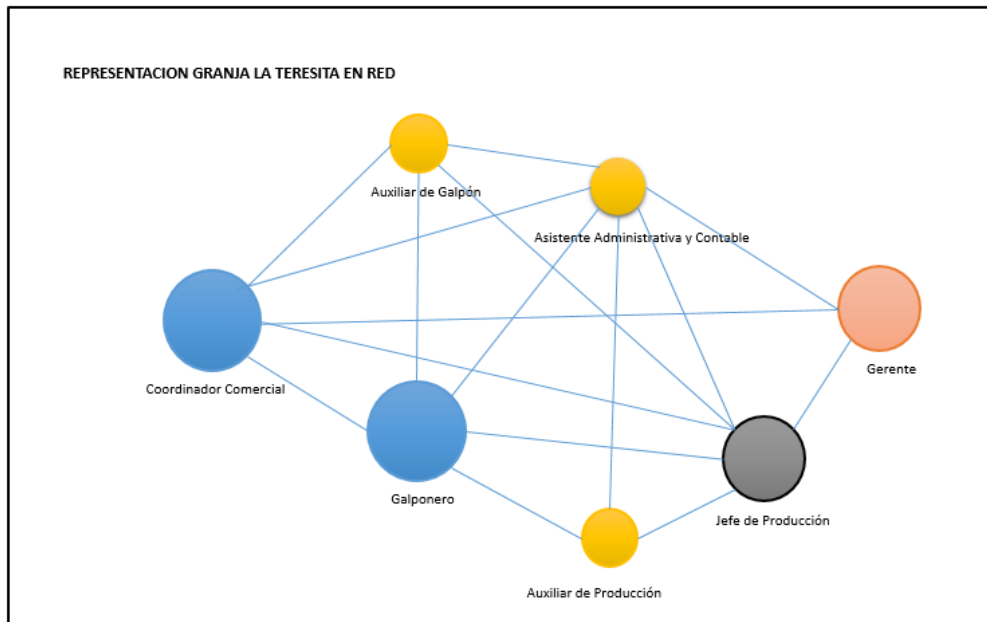 REPRESENTACION GRANJA LA TERESITA EN RED
Auxiliar de Galpón
Asistente Administrativa y Contable
Gerente
Coordinador Comercial
Galponero
Jefe de Producción
Auxiliar de Producción